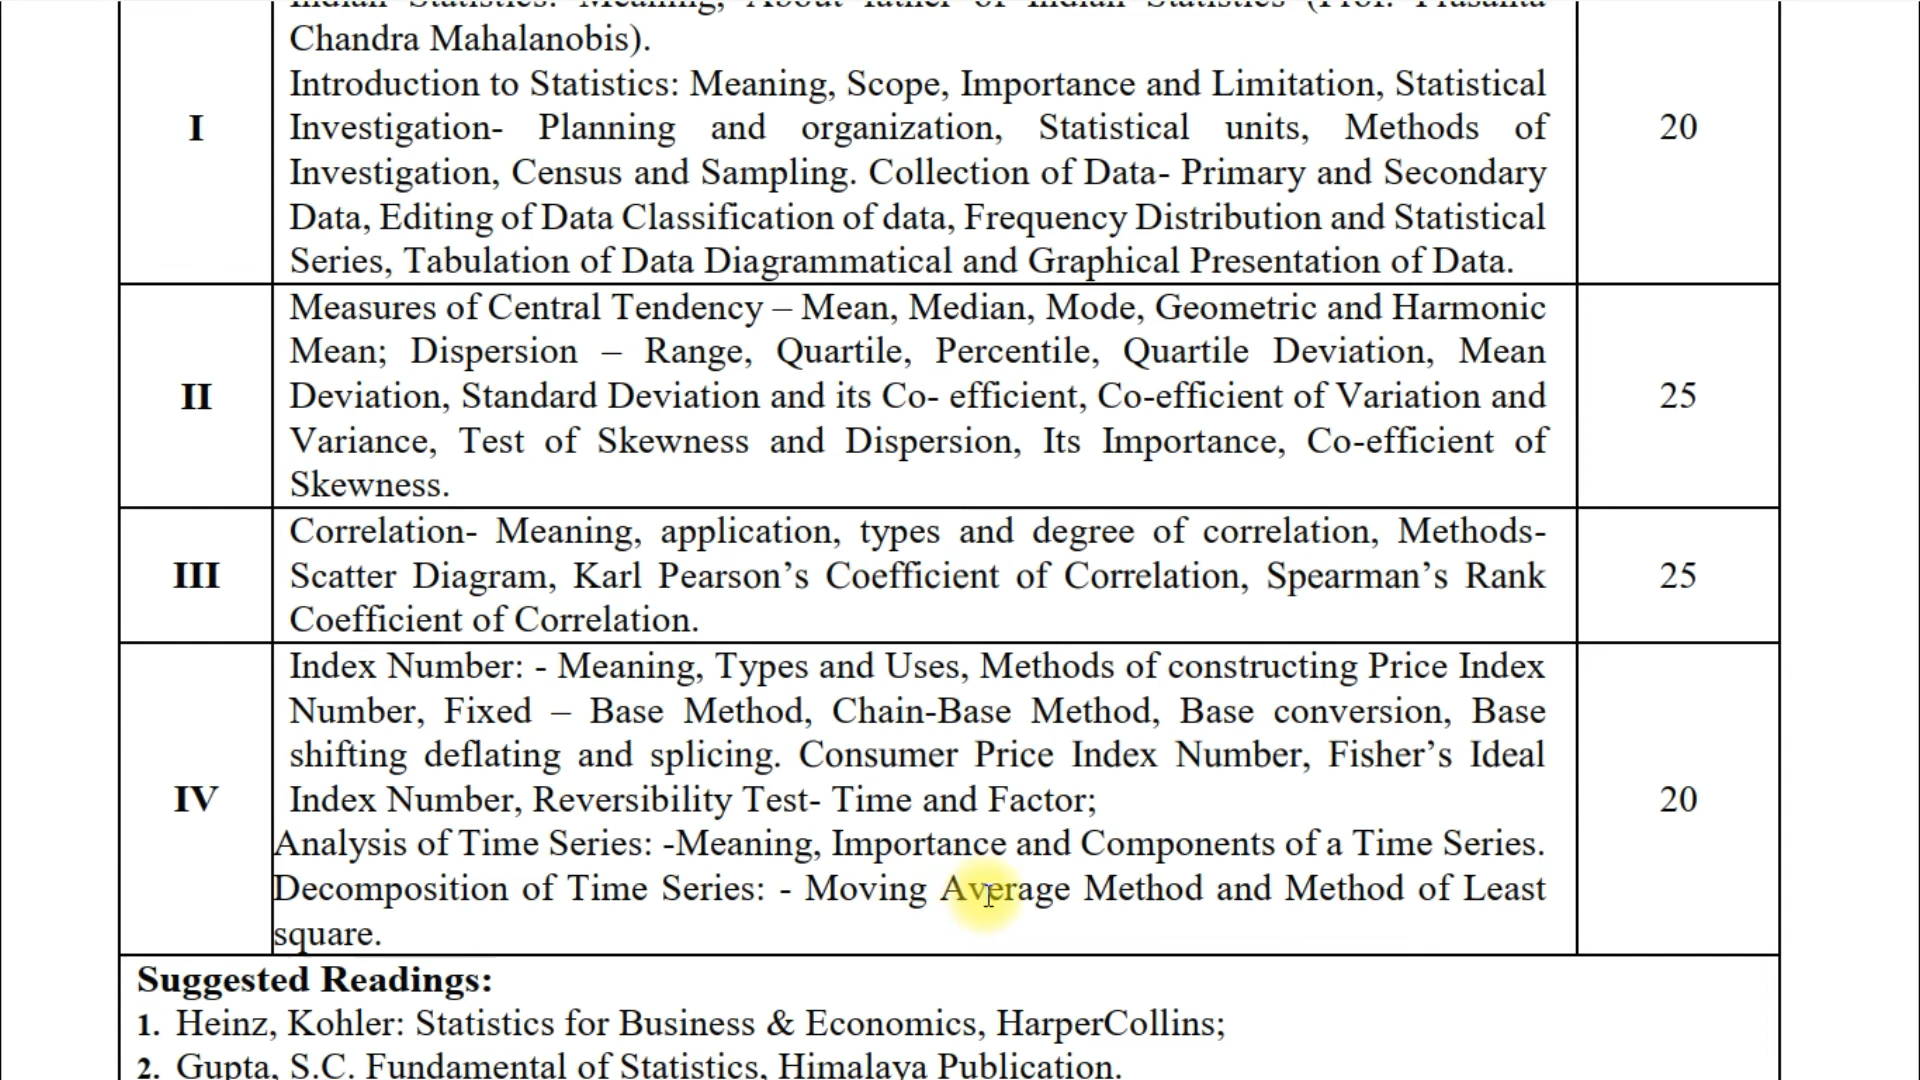 Indian Statistics: Meaning, About father of Indian Statistics (Prof. Prasanta
Chandra Mahalanobis).
Introduction to Statistics: Meaning, Scope, Importance and Limitation, Statistical
Investigation- Planning and organization, Statistical units, Methods of
Investigation, Census and Sampling. Collection of Data- Primary and Secondary
Data, Editing of Data Classification of data, Frequency Distribution and Statistical
Series, Tabulation of Data Diagrammatical and Graphical Presentation of Data.
I
20
Measures of Central Tendency – Mean, Median, Mode, Geometric and Harmonic
Mean; Dispersion – Range, Quartile, Percentile, Quartile Deviation, Mean
Deviation, Standard Deviation and its Co- efficient, Co-efficient of Variation and
Variance, Test of Skewness and Dispersion, Its Importance, Co-efficient of
Skewness.
II
25
Correlation- Meaning, application, types and degree of correlation, Methods-
Scatter Diagram, Karl Pearson’s Coefficient of Correlation, Spearman’s Rank
Coefficient of Correlation.
III
25
Index Number: - Meaning, Types and Uses, Methods of constructing Price Index
Number, Fixed – Base Method, Chain-Base Method, Base conversion, Base
shifting deflating and splicing. Consumer Price Index Number, Fisher’s Ideal
Index Number, Reversibility Test- Time and Factor;
Analysis of Time Series: -Meaning, Importance and Components of a Time Series.
Decomposition of Time Series: - Moving Average Method and Method of Least
square.
IV
20
Suggested Readings:
1. Heinz, Kohler: Statistics for Business & Economics, HarperCollins;
2. Gupta, S.C. Fundamental of Statistics, Himalaya Publication.